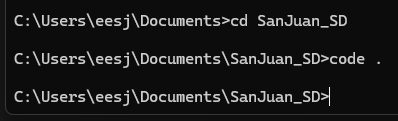 C:\Users\eesj\Documents>cd SanJuan_SD
C:\Users\eesj\Documents\SanJuan_SD>code .
C:\Users\eesj\Documents\SanJuan_SD>